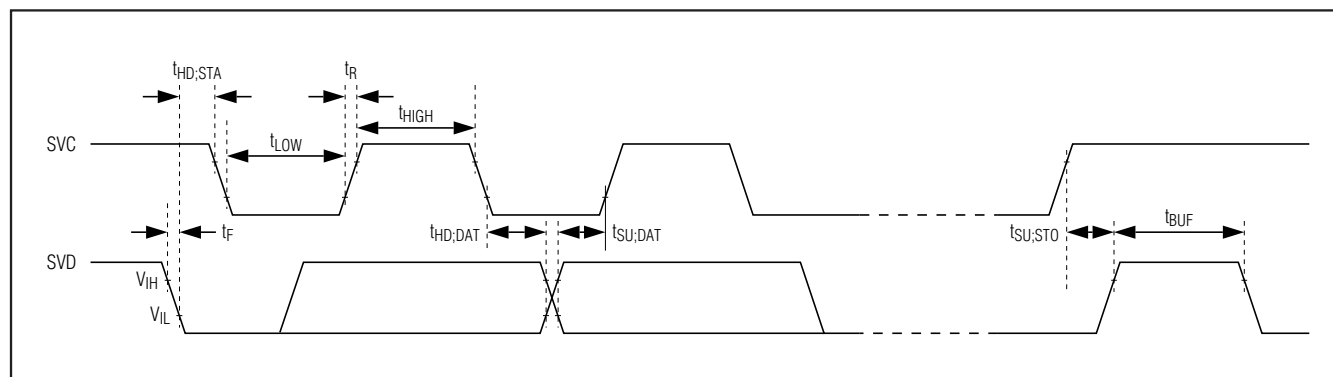 tHD;STA
tR
tHIGH
SVC
tLOW
tF
tHD;DAT
tSU;DAT
tSU;STO
tBUF
SVD
VIH
VIL